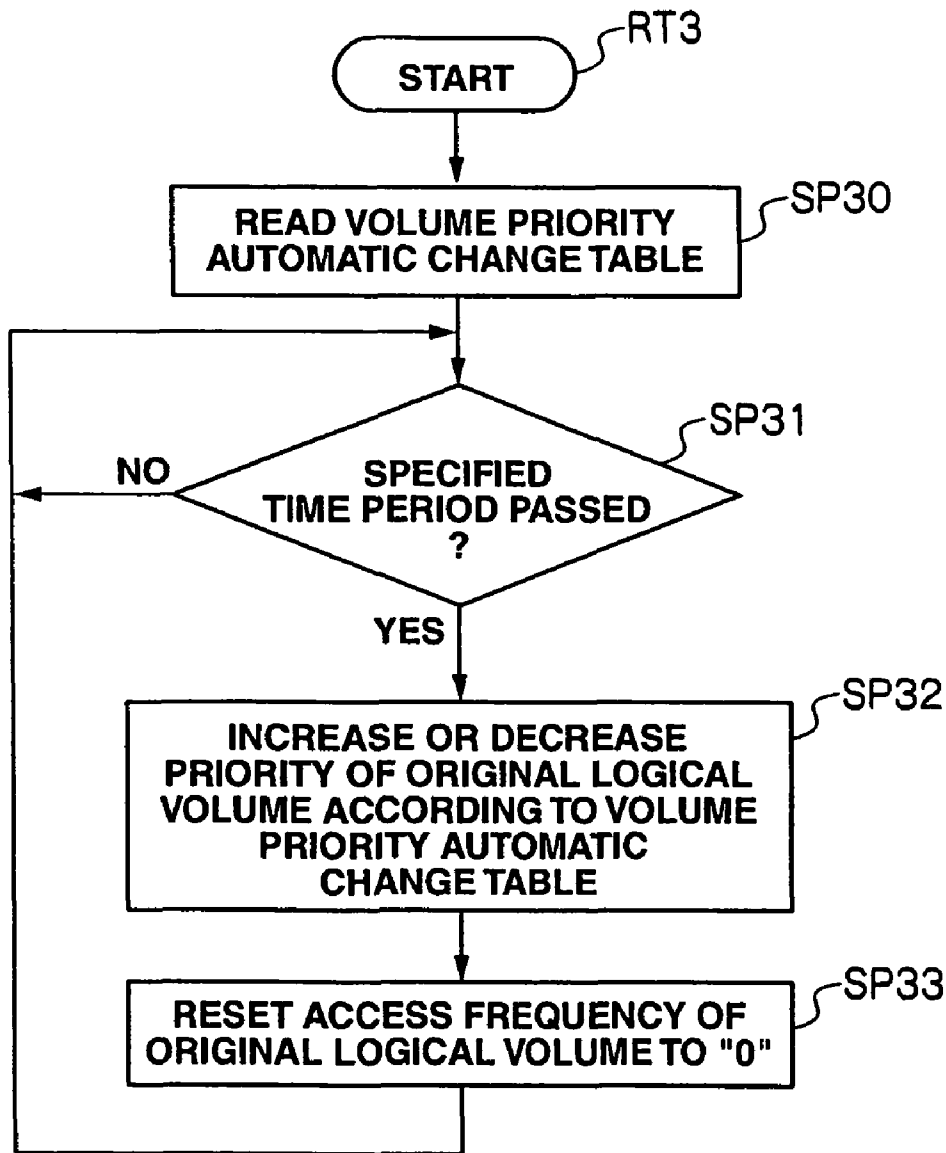 RT3
START
SP30
READ VOLUME PRIORITY
AUTOMATIC CHANGE TABLE
SP31
NO
SPECIFIED
TIME PERIOD PASSED
?
YES
SP32
INCREASE OR DECREASE
PRIORITY OF ORIGINAL LOGICAL
VOLUME ACCORDING TO VOLUME
PRIORITY AUTOMATIC
CHANGE TABLE
SP33
RESET ACCESS FREQUENCY OF
ORIGINAL LOGICAL VOLUME TO "0"